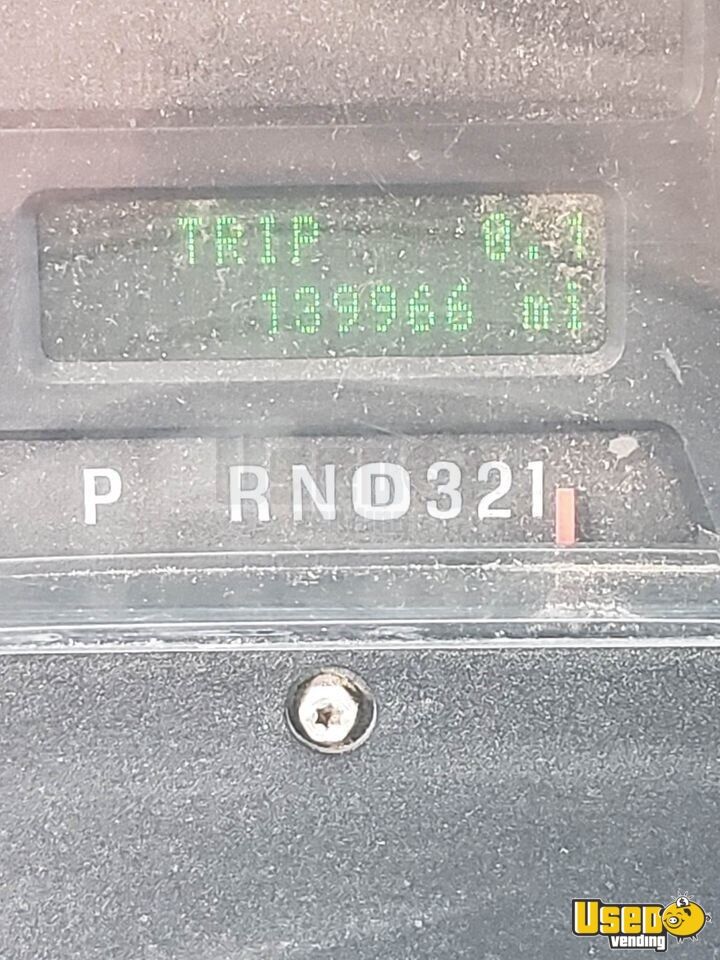 TRIP 0.1
139966 mi
P RND321
USED
vending